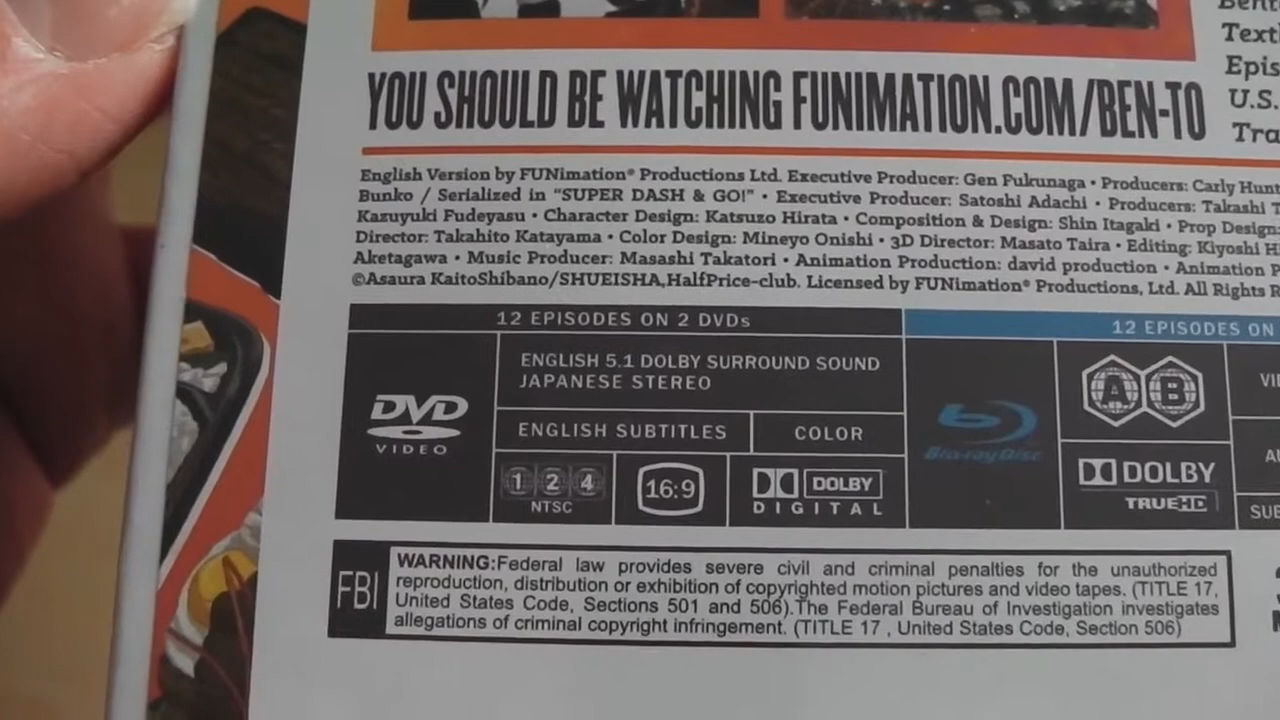 Text
Epis
U.S.
Tra
YOU SHOULD BE WATCHING FUNIMATION.COM/BEN-TO
English Version by FUNimation® Productions Ltd. Executive Producer: Gen Fukunaga • Producers: Carly Hunt
Bunko / Serialized in "SUPER DASH & GO!" • Executive Producer: Satoshi Adachi • Producers: Takashi T
Kazuyuki Fudeyasu • Character Design: Katsuzo Hirata • Composition & Design: Shin Itagaki • Prop Design:
Director: Takahito Katayama • Color Design: Mineyo Onishi • 3D Director: Masato Taira • Editing: Kiyoshi H
Aketagawa • Music Producer: Masashi Takatori • Animation Production: david production • Animation P
©Asaura KaitoShibano/SHUEISHA,HalfPrice-club. Licensed by FUNimation® Productions, Ltd. All Rights R
12 EPISODES ON 2 DVDs
12 EPISODES ON
DVD
VIDEO
ENGLISH 5.1 DOLBY SURROUND SOUND
JAPANESE STEREO
ENGLISH SUBTITLES
COLOR
1 2 4
NTSC
16:9
DOLBY
DIGITAL
Blu-ray Disc
A B
DOLBY
TRUEHD
VI
AU
SUB
FBI
WARNING:Federal law provides severe civil and criminal penalties for the unauthorized
reproduction, distribution or exhibition of copyrighted motion pictures and video tapes. (TITLE 17,
United States Code, Sections 501 and 506).The Federal Bureau of Investigation investigates
allegations of criminal copyright infringement. (TITLE 17 , United States Code, Section 506)